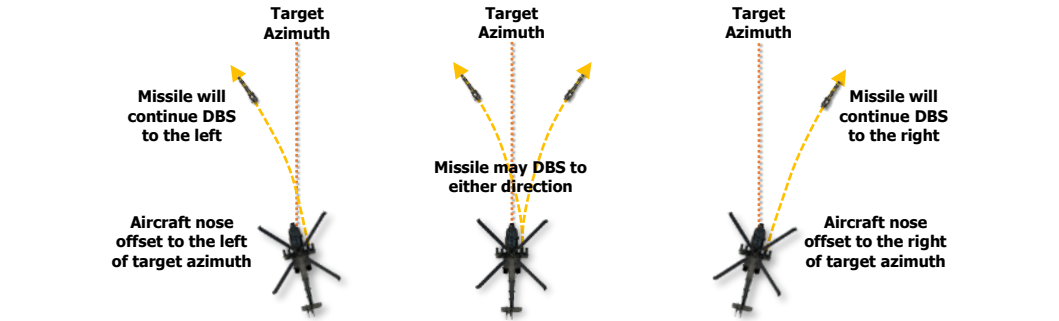 Target
Azimuth
Missile will
continue DBS
to the left
Aircraft nose
offset to the left
of target azimuth
Target
Azimuth
Missile may DBS to
either direction
Target
Azimuth
Missile will
continue DBS
to the right
Aircraft nose
offset to the right
of target azimuth